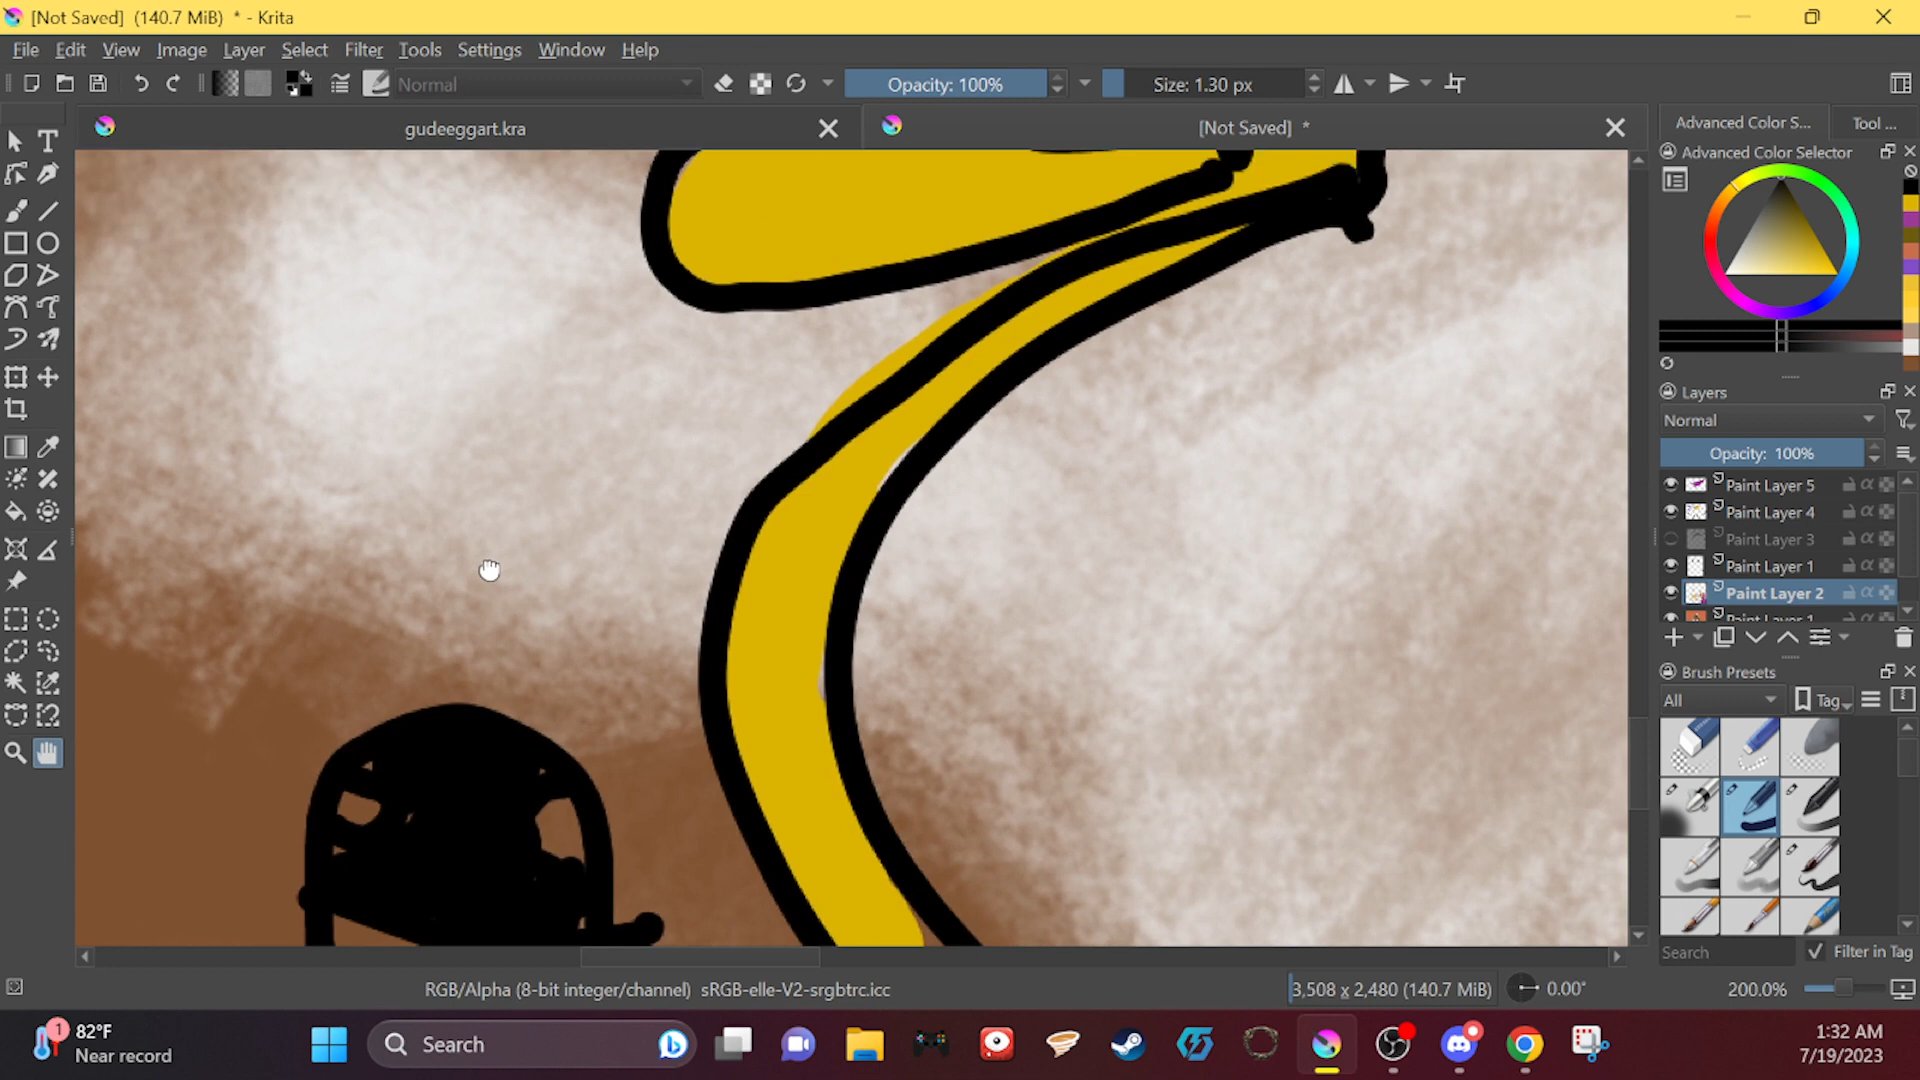 [Not Saved] (140.7 MiB) * - Krita
File Edit View Image Layer Select Filter Tools Settings Window Help
Normal Opacity: 100% Size: 1.30 px
gudeeggart.kra [Not Saved] * Advanced Color S... Tool ...
Advanced Color Selector
Layers
Normal
Opacity: 100%
Paint Layer 5
Paint Layer 4
Paint Layer 3
Paint Layer 1
Paint Layer 2
Paint Layer 1
Brush Presets
All Tag
Search Filter in Tag
RGB/Alpha (8-bit integer/channel) sRGB-elle-V2-srgbtrc.icc 3,508 x 2,480 (140.7 MiB) 0.00° 200.0%
1 82°F
Near record
Search
1:32 AM
7/19/2023